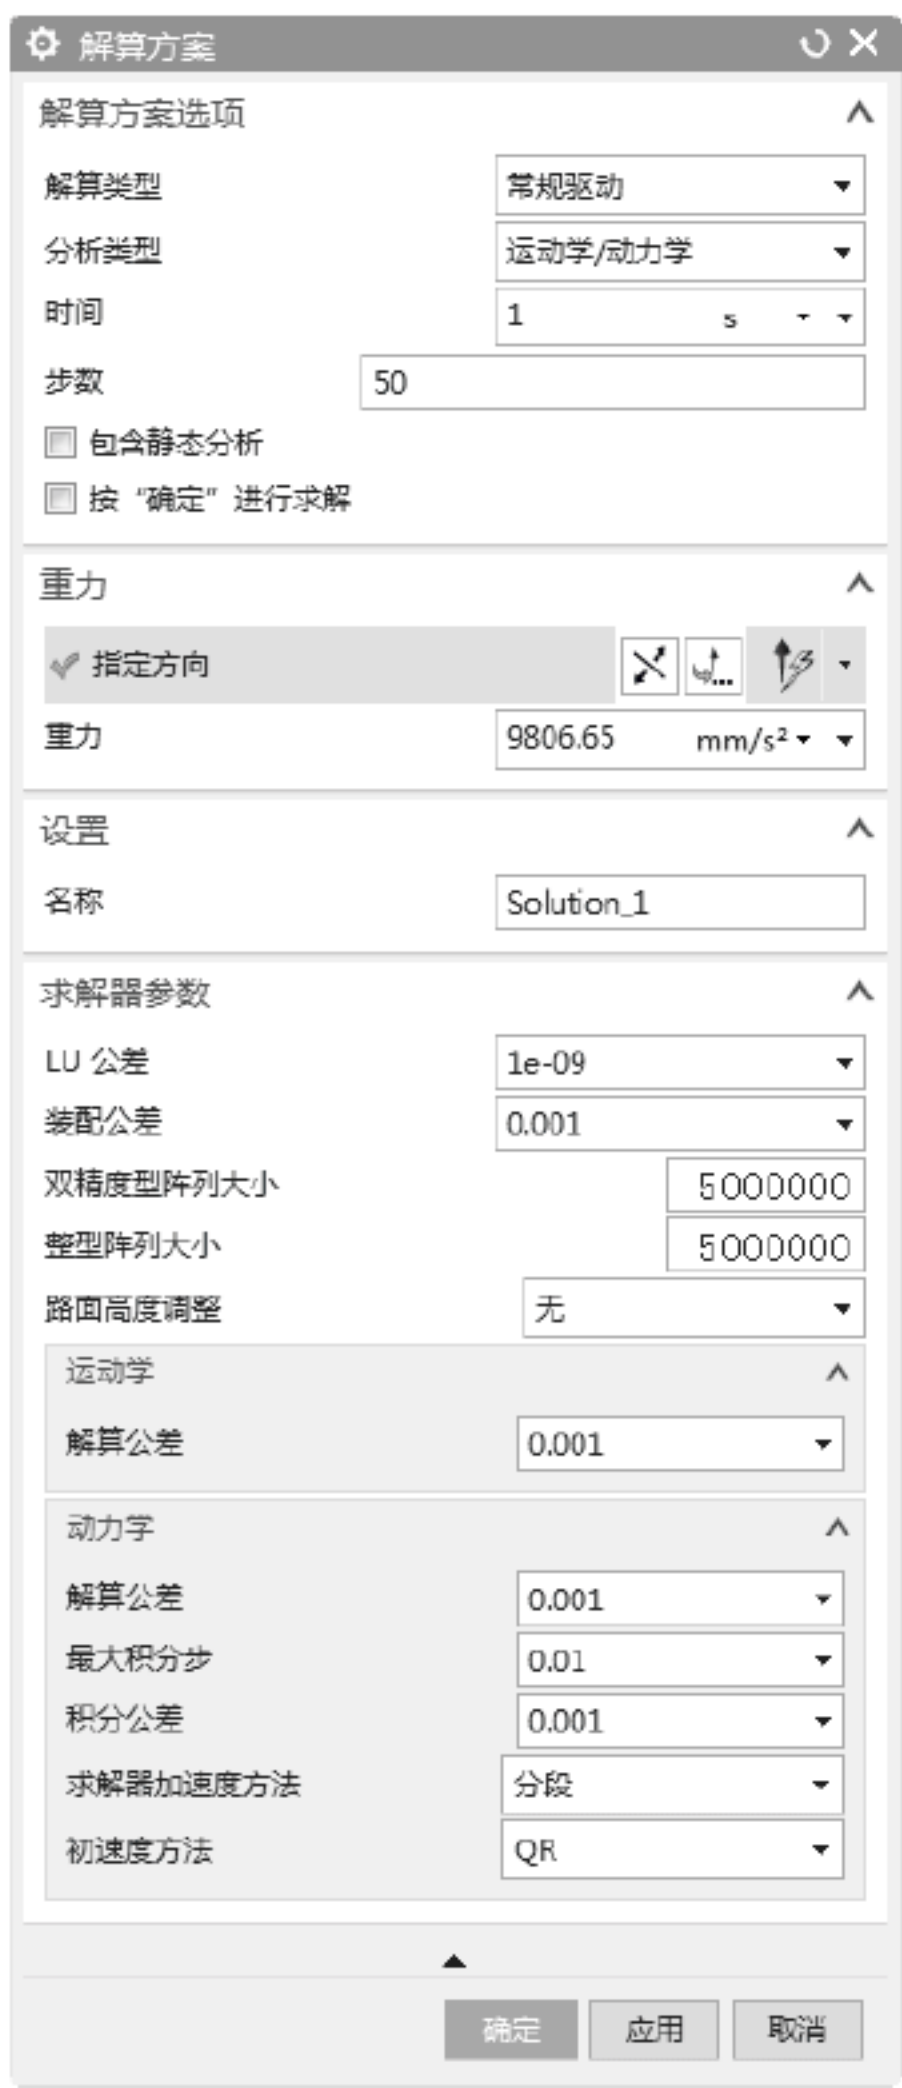 解算方案
解算方案选项
解算类型 常规驱动
分析类型 运动学/动力学
时间 1 s
步数 50
包含静态分析
按“确定”进行求解
重力
指定方向
重力 9806.65 mm/s²
设置
名称 Solution_1
求解器参数
LU 公差 1e-09
装配公差 0.001
双精度型阵列大小 5000000
整型阵列大小 5000000
路面高度调整 无
运动学
解算公差 0.001
动力学
解算公差 0.001
最大积分步 0.01
积分公差 0.001
求解器加速度方法 分段
初速度方法 QR
确定 应用 取消